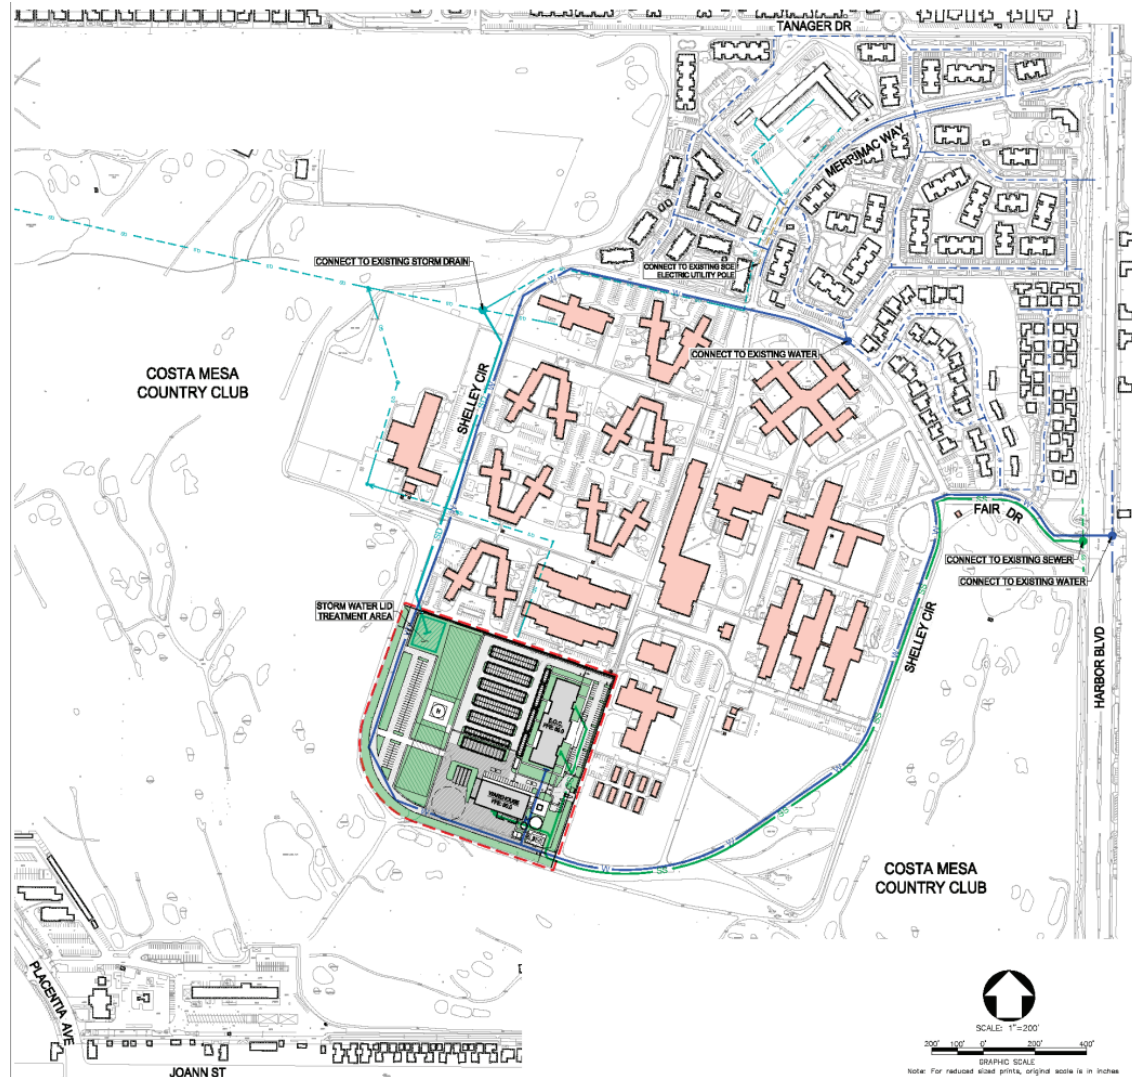 TANAGER DR
MERRIMAC WAY
CONNECT TO EXISTING STORM DRAIN
CONNECT TO EXISTING SCE
ELECTRIC UTILITY POLE
CONNECT TO EXISTING WATER
COSTA MESA
COUNTRY CLUB
SHELLEY CIR
SD
W
FAIR DR
SS
CONNECT TO EXISTING SEWER
CONNECT TO EXISTING WATER
STORM WATER LID
TREATMENT AREA
SHELLEY CIR
HARBOR BLVD
E.O.C.
WAREHOUSE
COSTA MESA
COUNTRY CLUB
PLACENTIA AVE
JOANN ST
SCALE: 1"=200'
200' 100' 0' 200' 400'
GRAPHIC SCALE
Note: For reduced sized prints, original scale is in inches